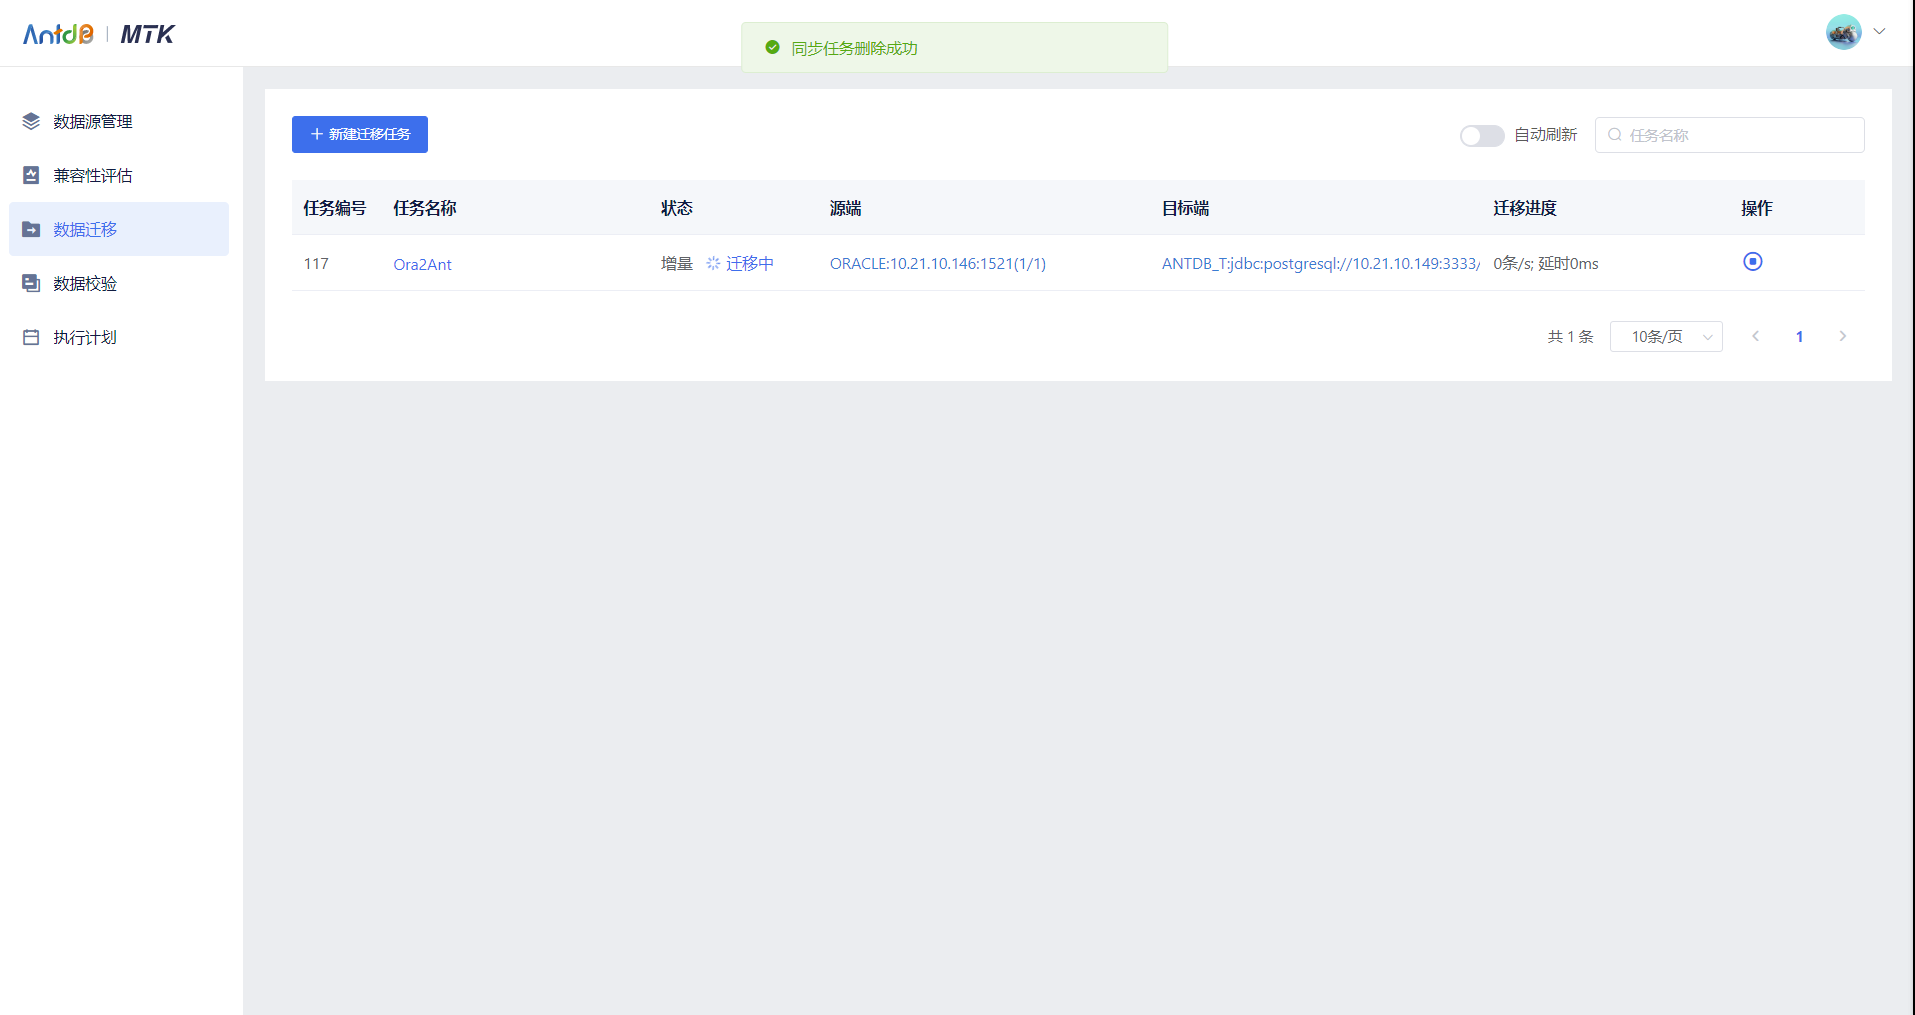 AntdB | MTK
同步任务删除成功
数据源管理
兼容性评估
数据迁移
数据校验
执行计划
新建迁移任务
自动刷新
任务名称
任务编号 任务名称 状态 源端 目标端 迁移进度 操作
117 Ora2Ant 增量 迁移中 ORACLE:10.21.10.146:1521(1/1) ANTDB_T:jdbc:postgresql://10.21.10.149:3333/ 0条/s; 延时0ms
共 1 条 10条/页 1